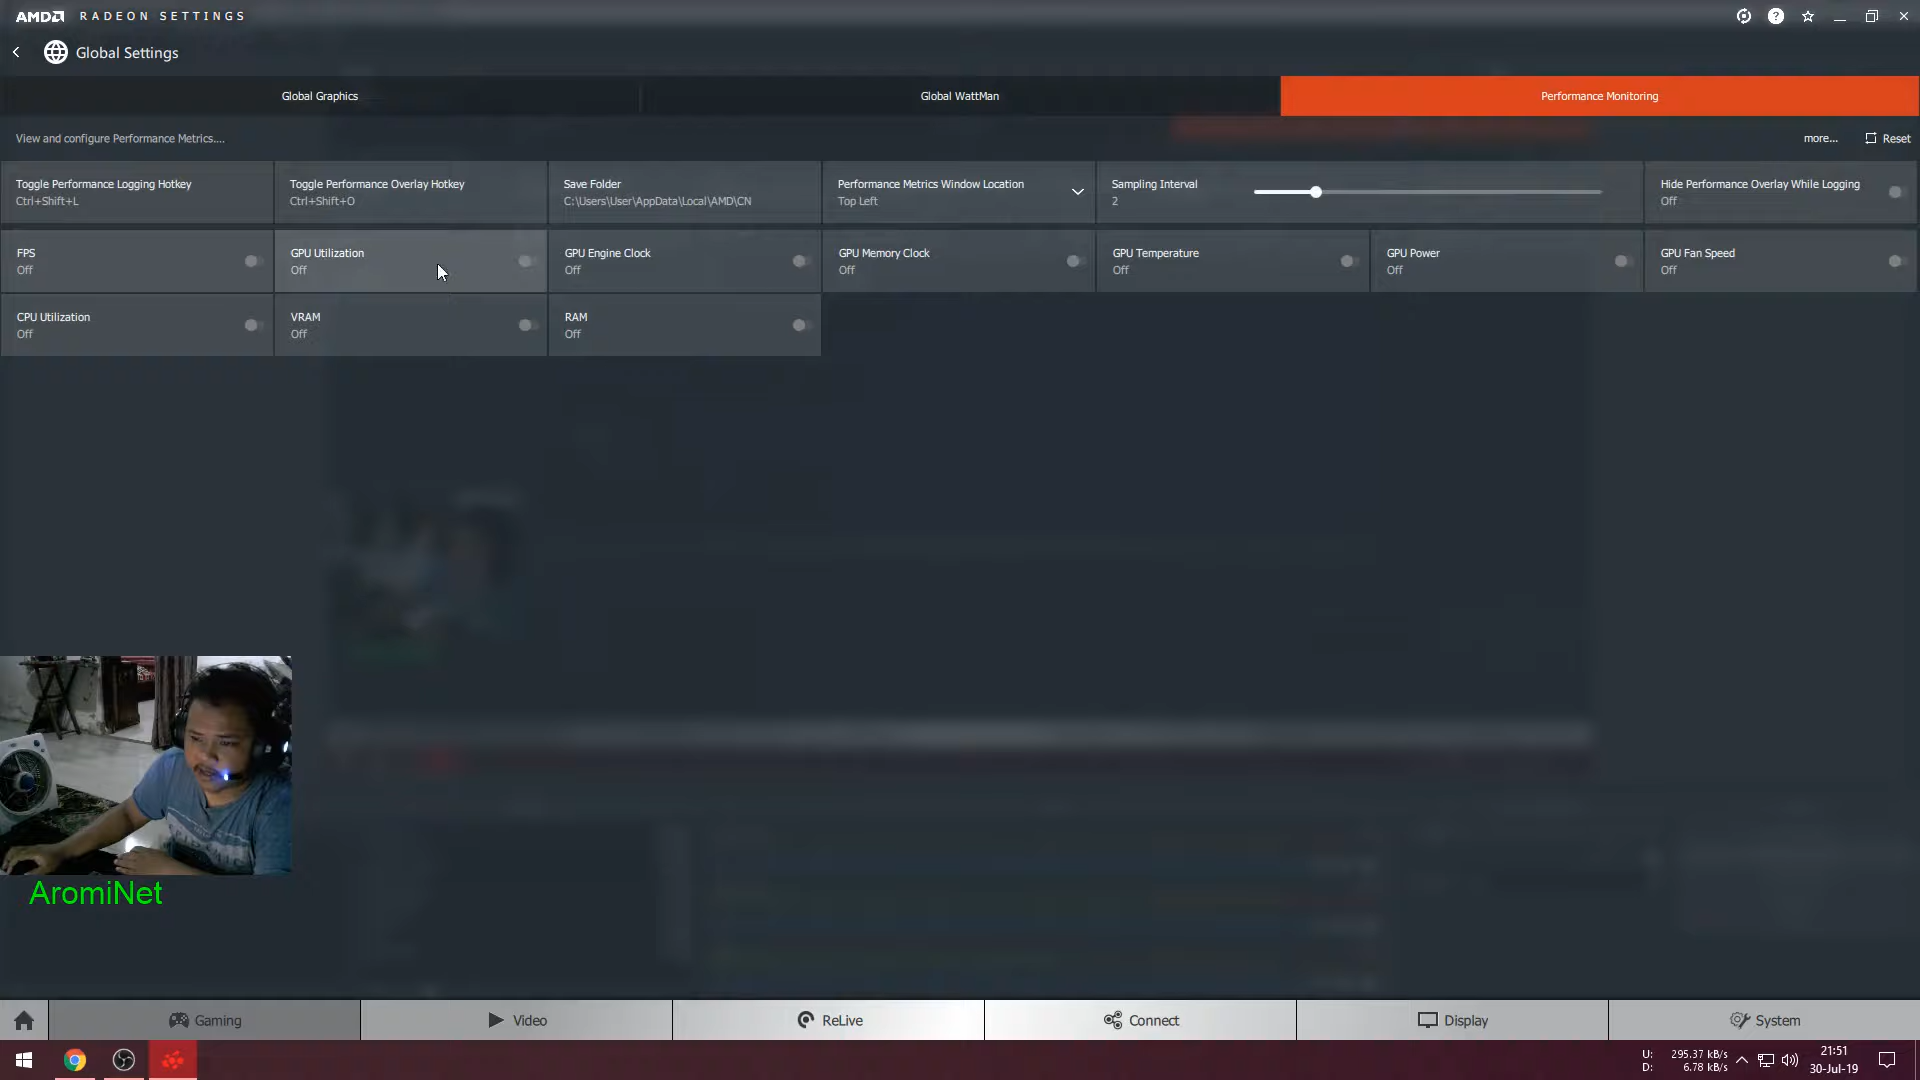 AMD RADEON SETTINGS
Global Settings
Global Graphics
Global WattMan
Performance Monitoring
View and configure Performance Metrics....
more...
Reset
Toggle Performance Logging Hotkey
Ctrl+Shift+L
Toggle Performance Overlay Hotkey
Ctrl+Shift+O
Save Folder
C:\Users\User\AppData\Local\AMD\CN
Performance Metrics Window Location
Top Left
Sampling Interval
2
Hide Performance Overlay While Logging
Off
FPS
Off
GPU Utilization
Off
GPU Engine Clock
Off
GPU Memory Clock
Off
GPU Temperature
Off
GPU Power
Off
GPU Fan Speed
Off
CPU Utilization
Off
VRAM
Off
RAM
Off
AromiNet
Gaming
Video
ReLive
Connect
Display
System
U: 295.37 kB/s
D: 6.78 kB/s
21:51
30-Jul-19